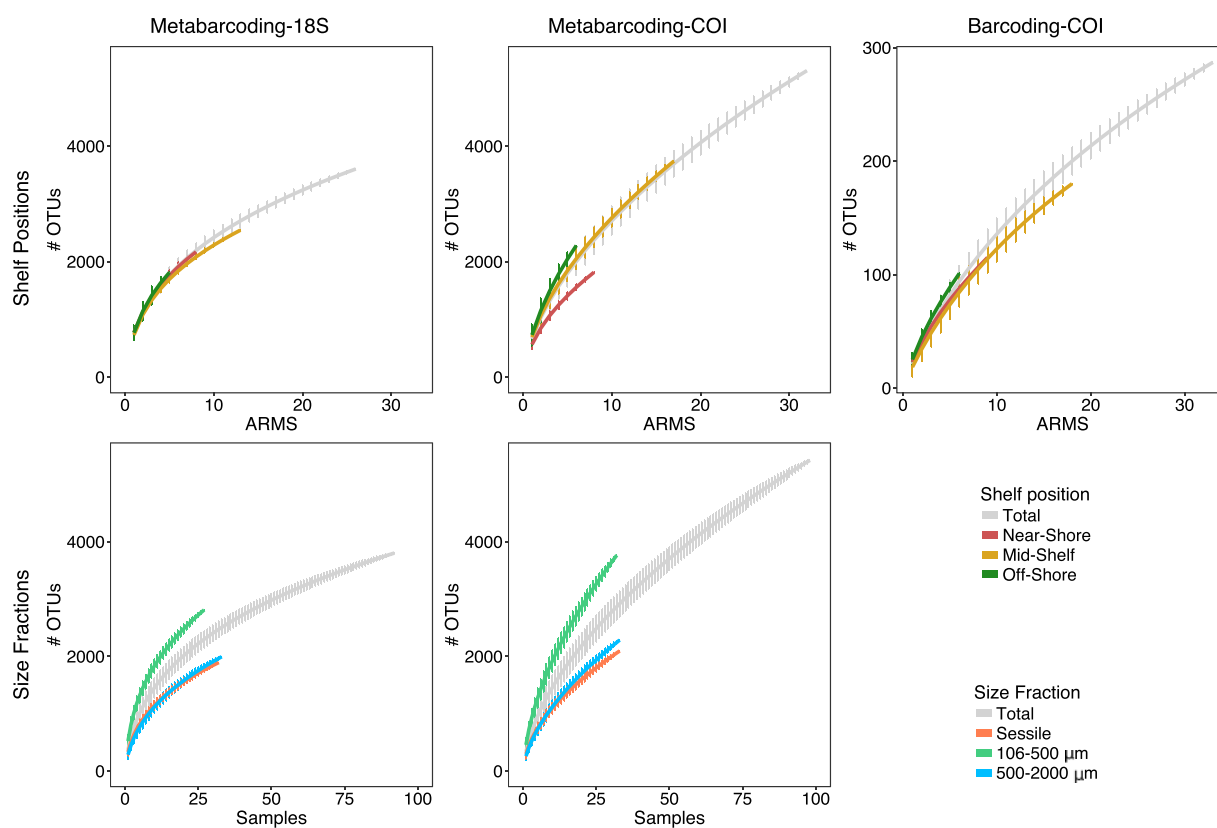 Metabarcoding-18S
Metabarcoding-COI
Barcoding-COI
Shelf Positions
# OTUs
4000
2000
0
0
10
20
30
ARMS
# OTUs
4000
2000
0
0
10
20
30
ARMS
# OTUs
300
200
100
0
0
10
20
30
ARMS
Size Fractions
# OTUs
4000
2000
0
0
25
50
75
100
Samples
# OTUs
4000
2000
0
0
25
50
75
100
Samples
Shelf position
Total
Near-Shore
Mid-Shelf
Off-Shore
Size Fraction
Total
Sessile
106-500 μm
500-2000 μm